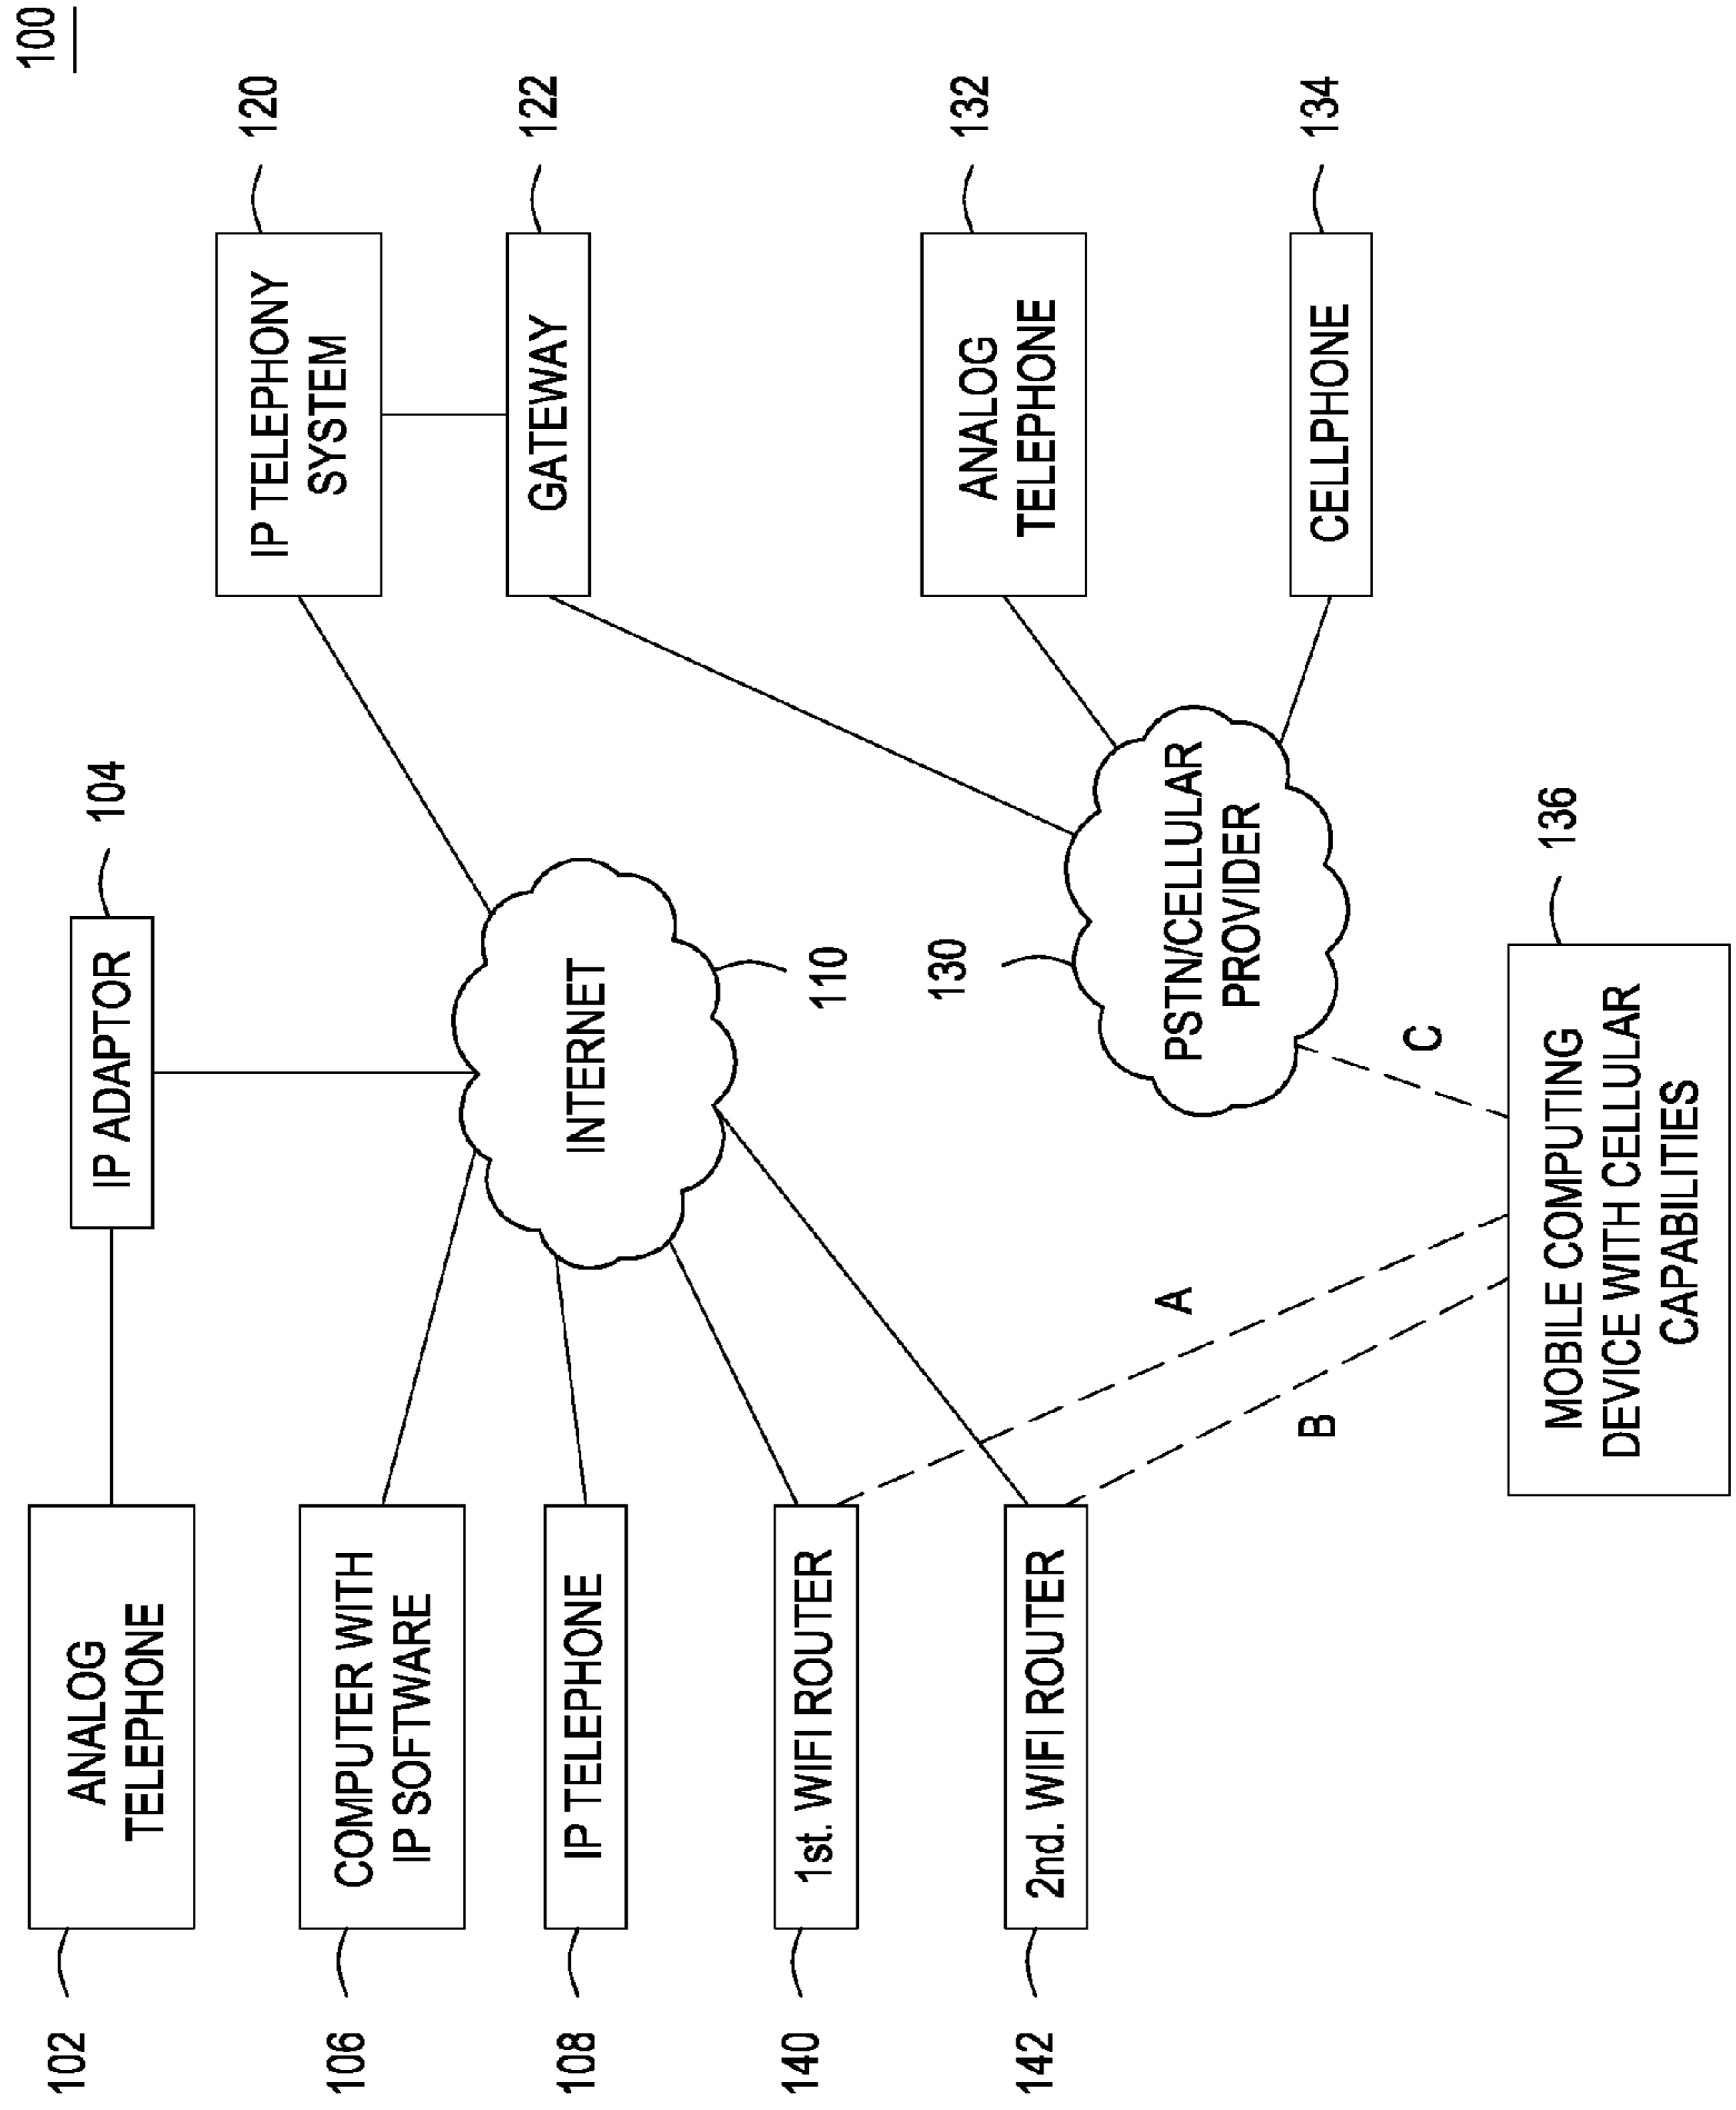 100
104
IP ADAPTOR
120
IP TELEPHONY
SYSTEM
122
GATEWAY
102
ANALOG
TELEPHONE
106
COMPUTER WITH
IP SOFTWARE
108
IP TELEPHONE
140
1st. WIFI ROUTER
142
2nd. WIFI ROUTER
INTERNET
110
130
PSTN/CELLULAR
PROVIDER
132
ANALOG
TELEPHONE
134
CELLPHONE
A
B
C
136
MOBILE COMPUTING
DEVICE WITH CELLULAR
CAPABILITIES